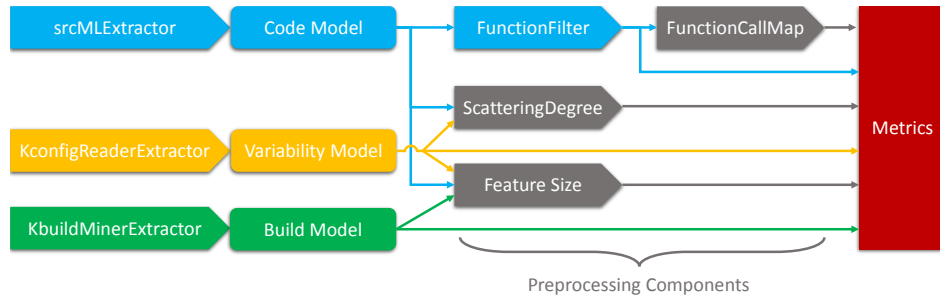 srcMLExtractor
Code Model
FunctionFilter
FunctionCallMap
ScatteringDegree
Metrics
KconfigReaderExtractor
Variability Model
Feature Size
KbuildMinerExtractor
Build Model
Preprocessing Components